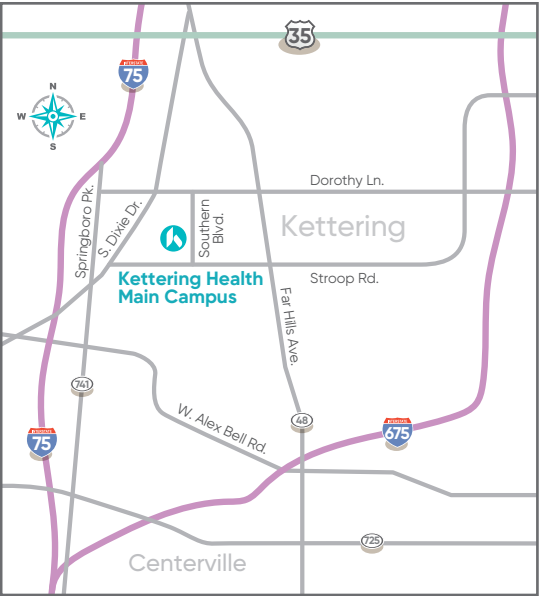 35
75
N
W
E
S
Dorothy Ln.
Springboro Pk.
S. Dixie Dr.
Southern
Blvd.
Kettering
Kettering Health
Main Campus
Stroop Rd.
Far Hills Ave.
741
W. Alex Bell Rd.
48
75
675
725
Centerville